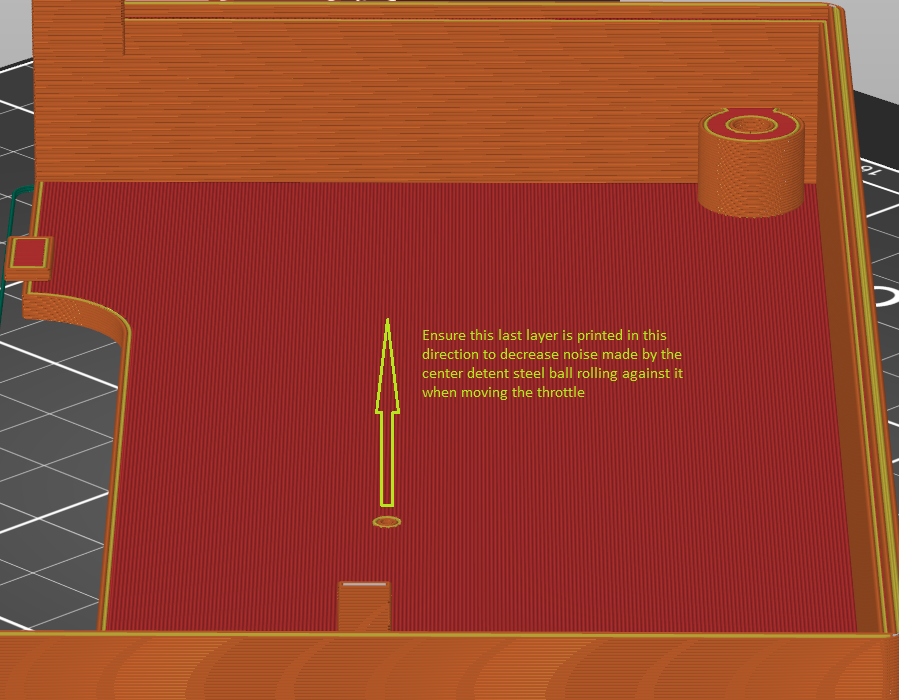 Ensure this last layer is printed in this
direction to decrease noise made by the
center detent steel ball rolling against it
when moving the throttle